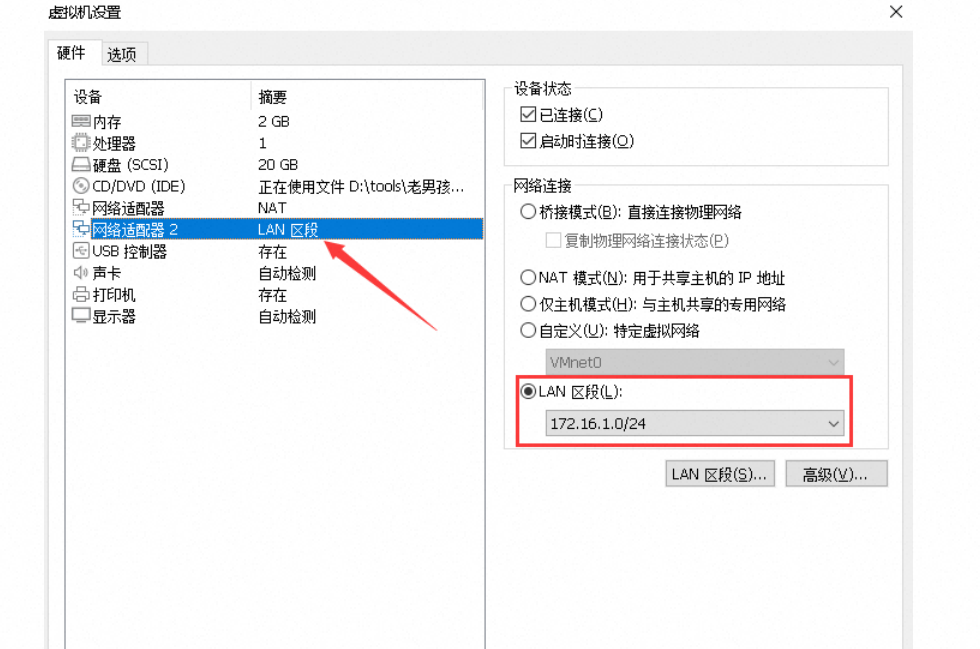 虚拟机设置
硬件 选项
设备 摘要
内存 2 GB
处理器 1
硬盘 (SCSI) 20 GB
CD/DVD (IDE) 正在使用文件 D:\tools\老男孩...
网络适配器 NAT
网络适配器 2 LAN 区段
USB 控制器 存在
声卡 自动检测
打印机 存在
显示器 自动检测
设备状态
已连接(C)
启动时连接(O)
网络连接
桥接模式(B): 直接连接物理网络
复制物理网络连接状态(P)
NAT 模式(N): 用于共享主机的 IP 地址
仅主机模式(H): 与主机共享的专用网络
自定义(U): 特定虚拟网络
VMnet0
LAN 区段(L):
172.16.1.0/24
LAN 区段(S)... 高级(V)...